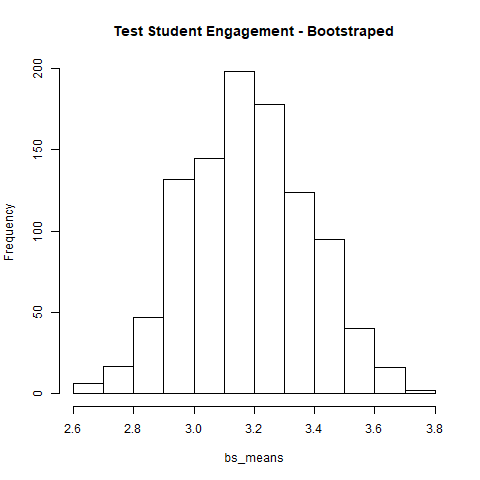 Test Student Engagement - Bootstraped
Frequency
200
150
100
50
0
2.6 2.8 3.0 3.2 3.4 3.6 3.8
bs_means